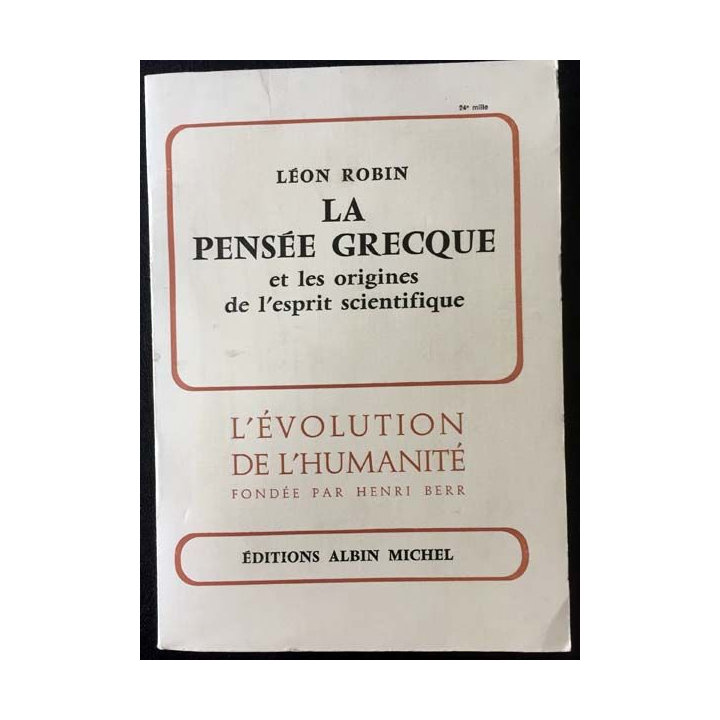 24e mille
LÉON ROBIN
LA
PENSÉE GRECQUE
et les origines
de l'esprit scientifique
L'ÉVOLUTION
DE L'HUMANITÉ
FONDÉE PAR HENRI BERR
ÉDITIONS ALBIN MICHEL